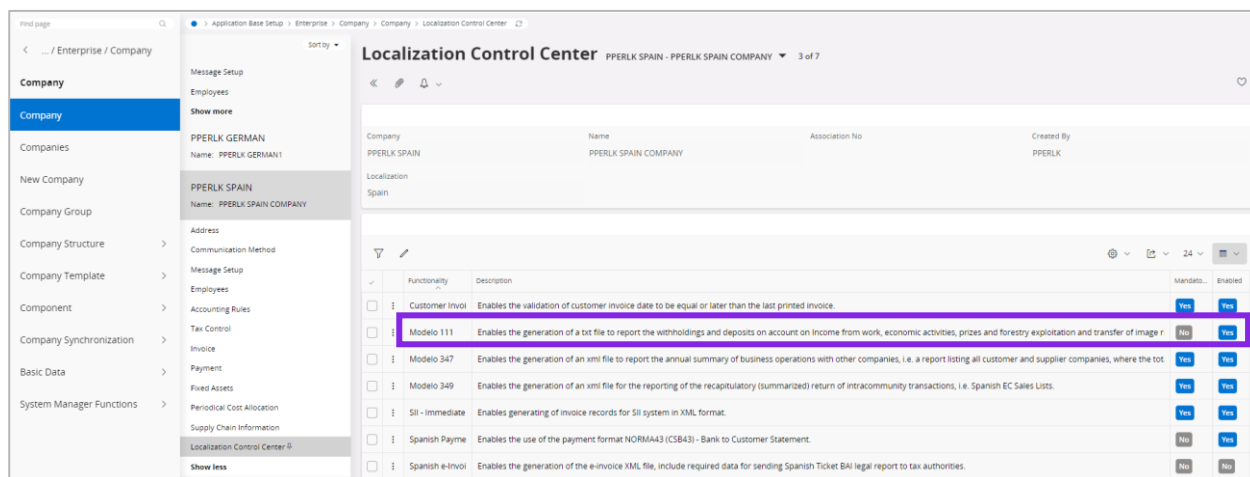 Find page
Application Base Setup > Enterprise > Company > Company > Localization Control Center
... / Enterprise / Company
Company
Company
Companies
New Company
Company Group
Company Structure
Company Template
Component
Company Synchronization
Basic Data
System Manager Functions
Sort by
Message Setup
Employees
Show more
PPERLK GERMAN
Name: PPERLK GERMAN1
PPERLK SPAIN
Name: PPERLK SPAIN COMPANY
Address
Communication Method
Message Setup
Employees
Accounting Rules
Tax Control
Invoice
Payment
Fixed Assets
Periodical Cost Allocation
Supply Chain Information
Localization Control Center
Show less
Localization Control Center PPERLK SPAIN - PPERLK SPAIN COMPANY 3 of 7
Company Name Association No Created By
PPERLK SPAIN PPERLK SPAIN COMPANY PPERLK
Localization
Spain
24
Functionality Description Mandato... Enabled
Customer Invoi Enables the validation of customer invoice date to be equal or later than the last printed invoice. Yes Yes
Modelo 111 Enables the generation of a txt file to report the withholdings and deposits on account on Income from work, economic activities, prizes and forestry exploitation and transfer of image r No Yes
Modelo 347 Enables the generation of an xml file to report the annual summary of business operations with other companies, i.e. a report listing all customer and supplier companies, where the tot Yes Yes
Modelo 349 Enables the generation of an xml file for the reporting of the recapitulatory (summarized) return of intracommunity transactions, i.e. Spanish EC Sales Lists. Yes Yes
SII - Immediate Enables generating of invoice records for SII system in XML format. Yes Yes
Spanish Payme Enables the use of the payment format NORMA43 (CSB43) - Bank to Customer Statement. No Yes
Spanish e-Invoi Enables the generation of the e-invoice XML file, include required data for sending Spanish Ticket BAI legal report to tax authorities. No No